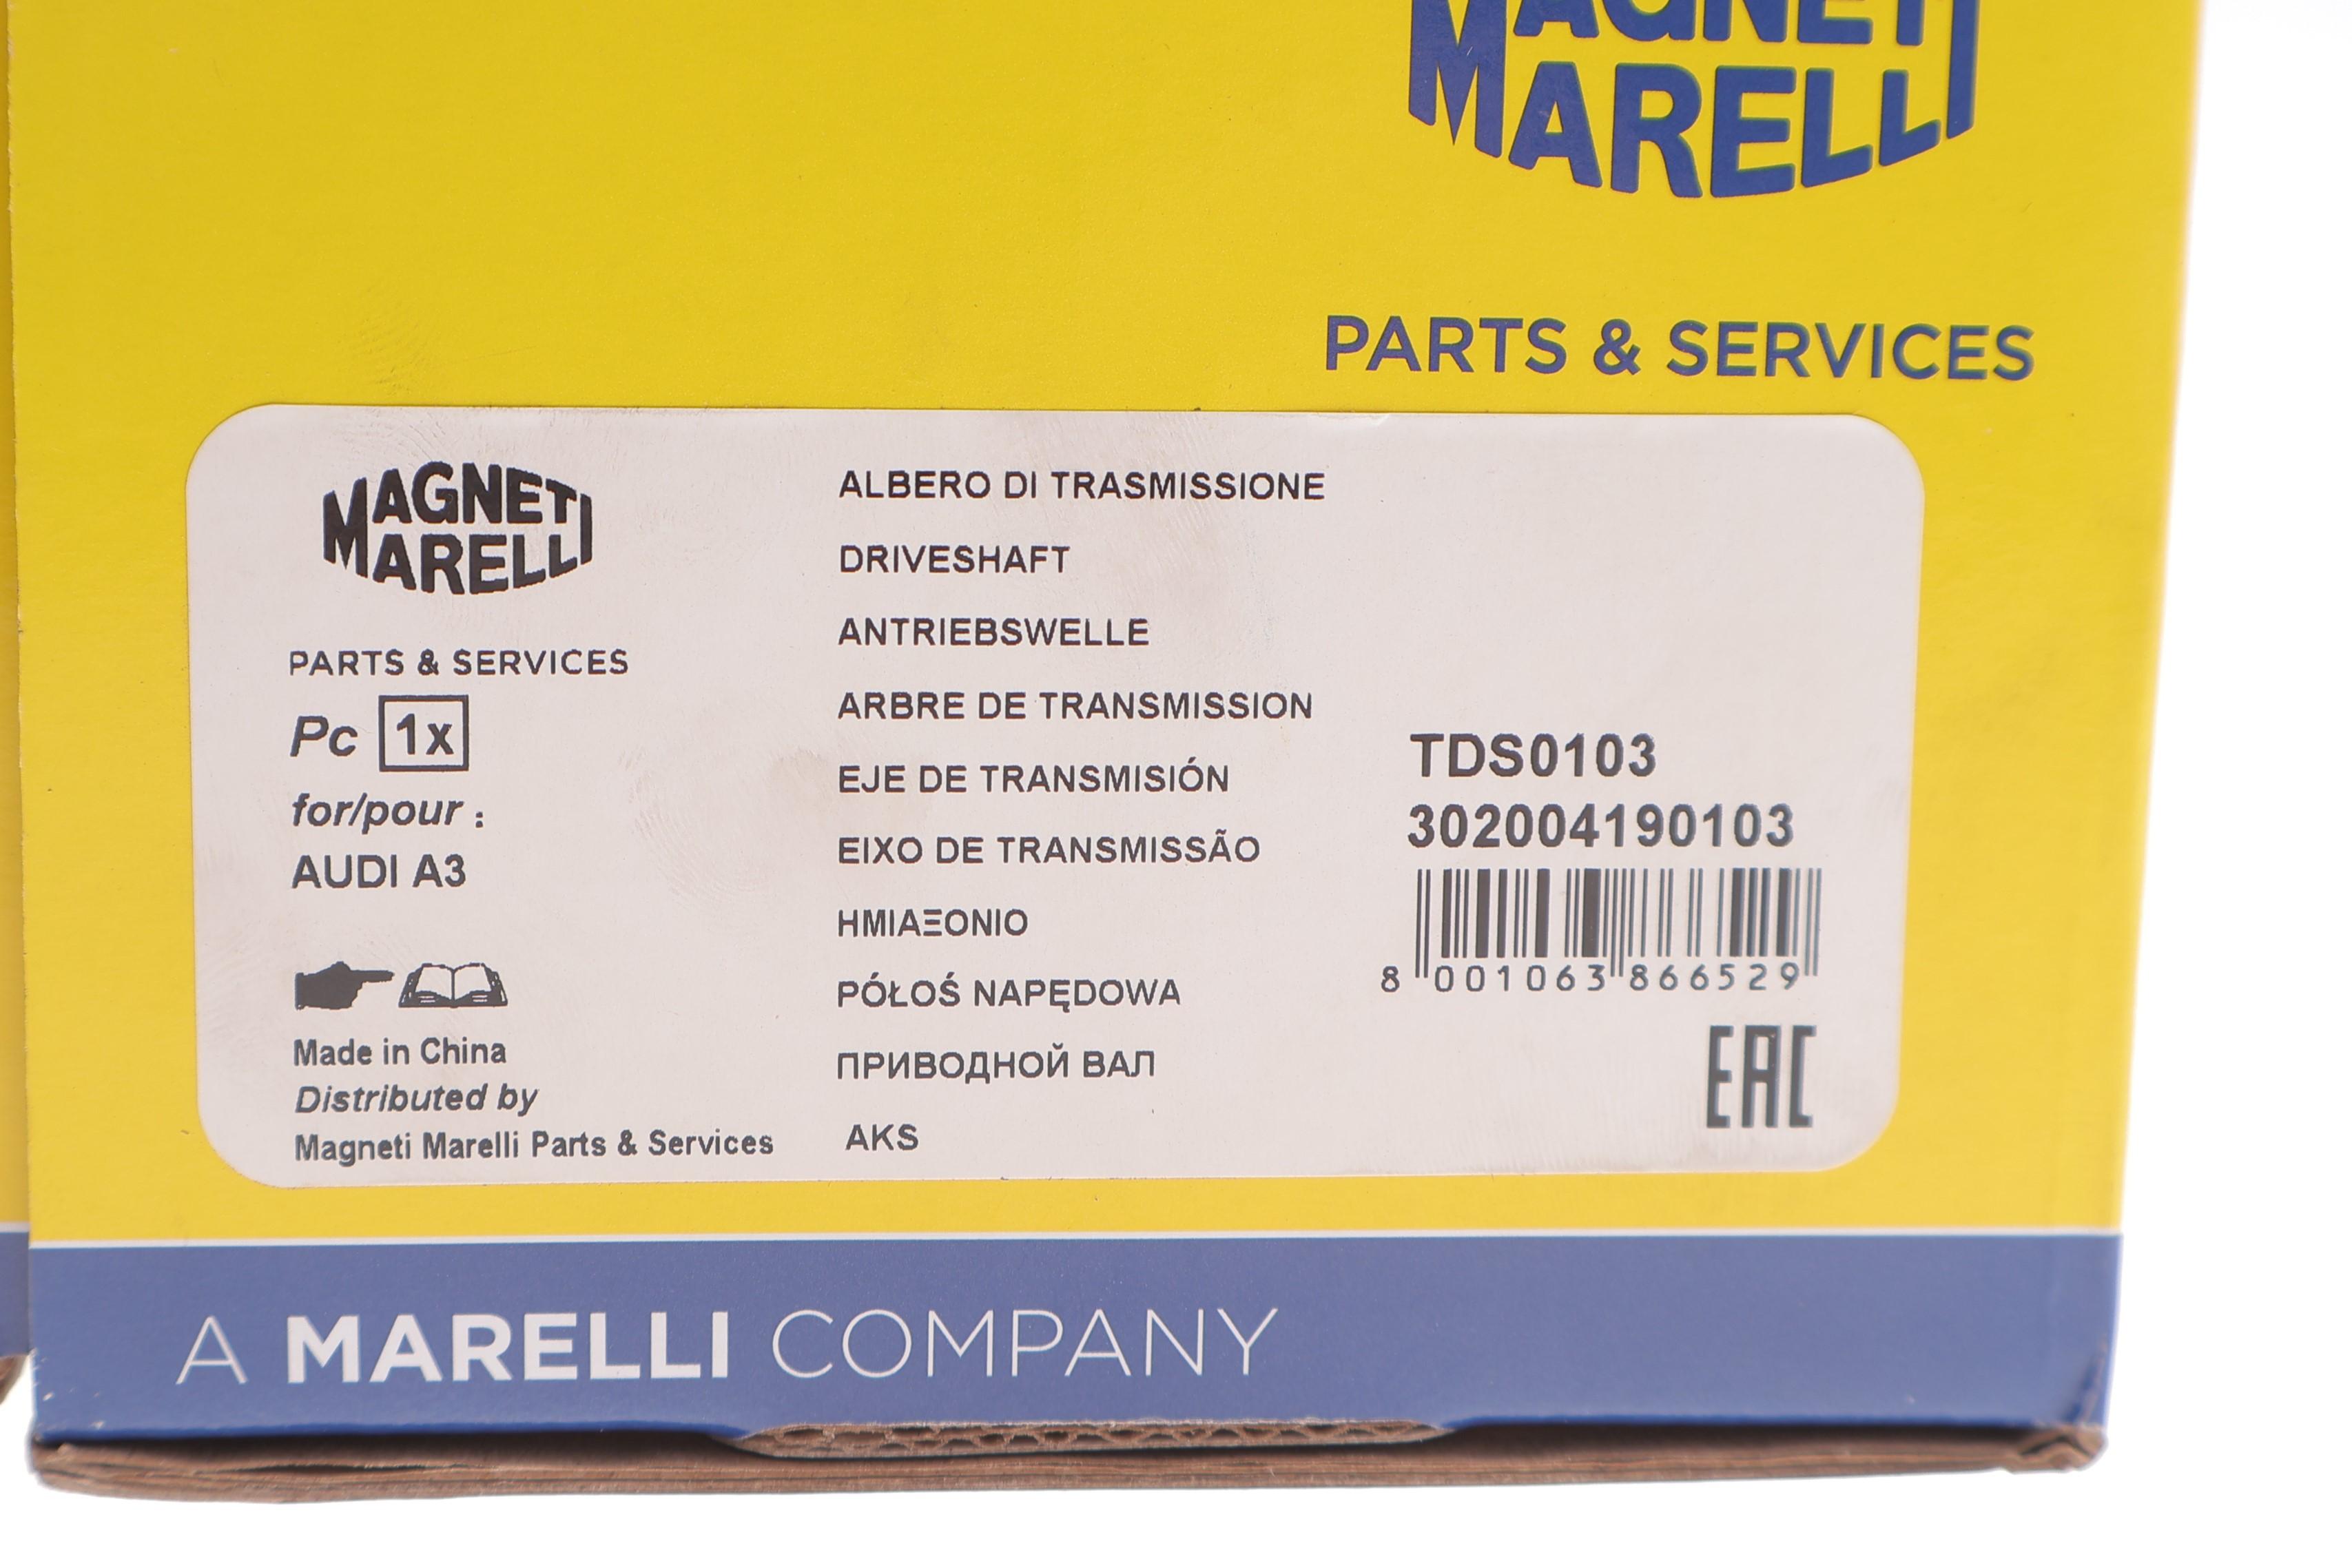 MAGNETI
MARELLI
PARTS & SERVICES
MAGNETI
MARELLI
PARTS & SERVICES
Pc 1x
for/pour :
AUDI A3
Made in China
Distributed by
Magneti Marelli Parts & Services
ALBERO DI TRASMISSIONE
DRIVESHAFT
ANTRIEBSWELLE
ARBRE DE TRANSMISSION
EJE DE TRANSMISIÓN
EIXO DE TRANSMISSÃO
ΗΜΙΑΞΟΝΙΟ
PÓŁOŚ NAPĘDOWA
ПРИВОДНОЙ ВАЛ
AKS
TDS0103
302004190103
8 001063 866529
EAC
A MARELLI COMPANY